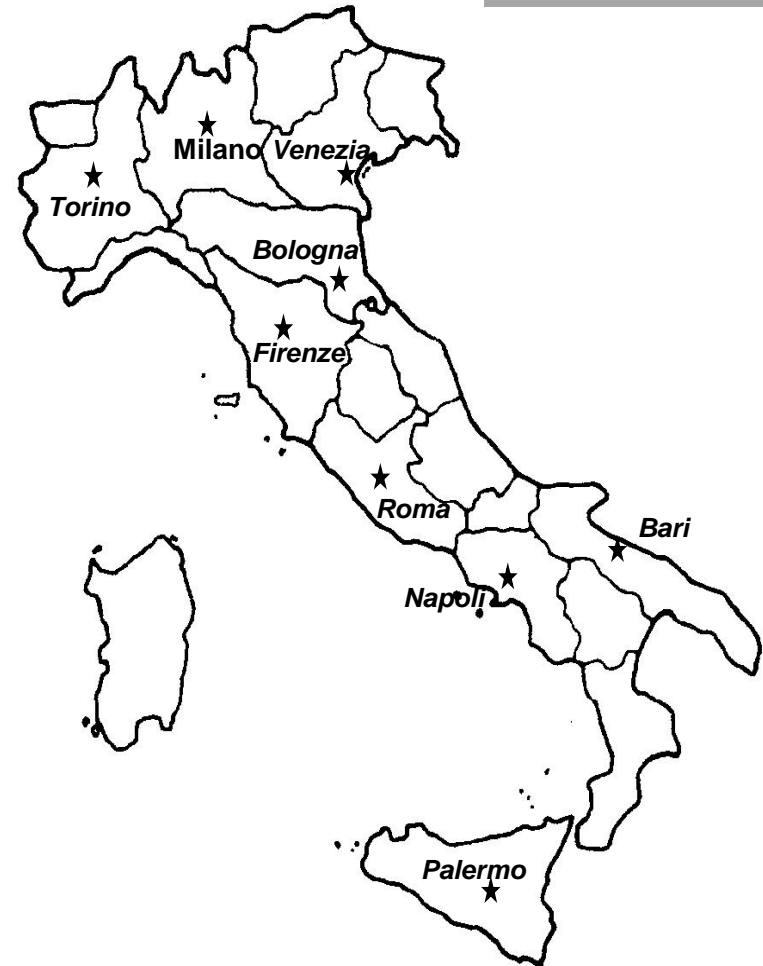 Milano
Venezia
Torino
Bologna
Firenze
Roma
Bari
Napoli
Palermo